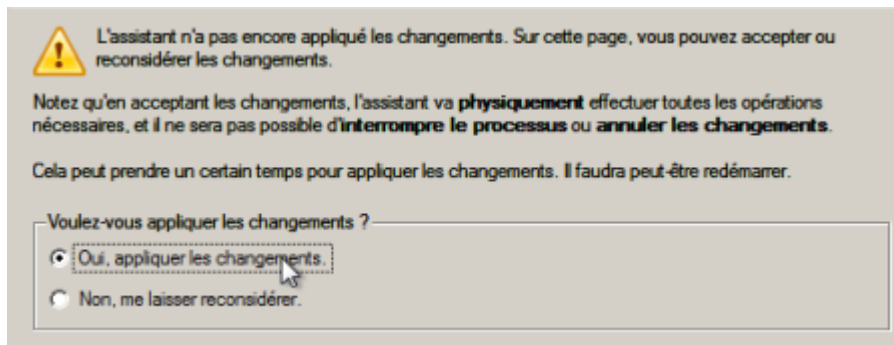 L'assistant n'a pas encore appliqué les changements. Sur cette page, vous pouvez accepter ou
reconsidérer les changements.
Notez qu'en acceptant les changements, l'assistant va physiquement effectuer toutes les opérations
nécessaires, et il ne sera pas possible d'interrompre le processus ou annuler les changements.
Cela peut prendre un certain temps pour appliquer les changements. Il faudra peut-être redémarrer.
Voulez-vous appliquer les changements ?
Oui, appliquer les changements.
Non, me laisser reconsidérer.